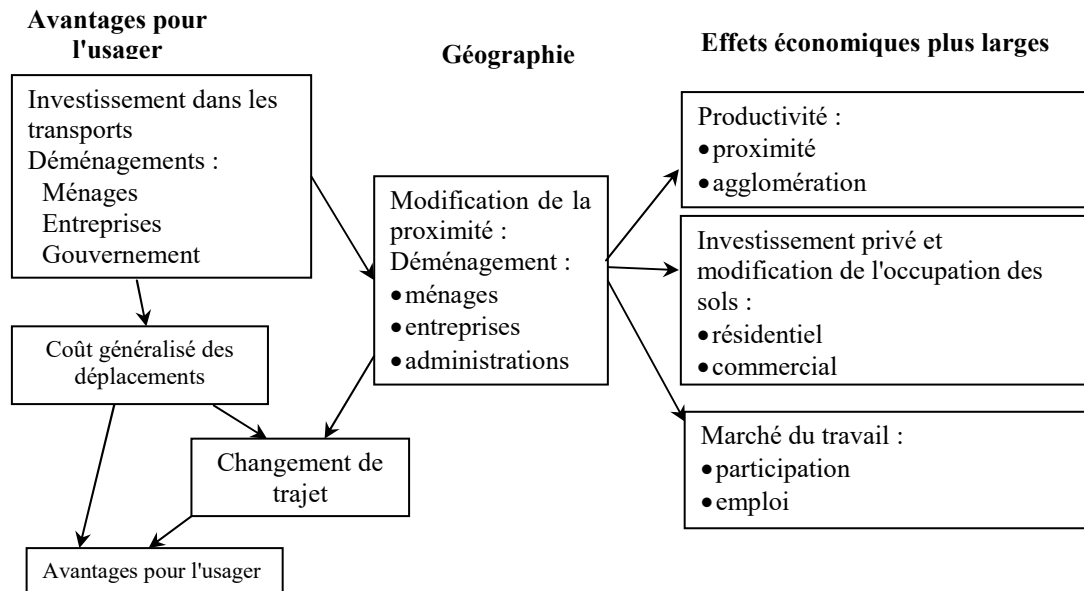 Avantages pour
l'usager
Investissement dans les
transports
Déménagements :
Ménages
Entreprises
Gouvernement
Coût généralisé des
déplacements
Changement de
trajet
Avantages pour l'usager
Géographie
Modification de la
proximité :
Déménagement :
•ménages
•entreprises
•administrations
Effets économiques plus larges
Productivité :
•proximité
•agglomération
Investissement privé et
modification de l'occupation des
sols :
•résidentiel
•commercial
Marché du travail :
•participation
•emploi